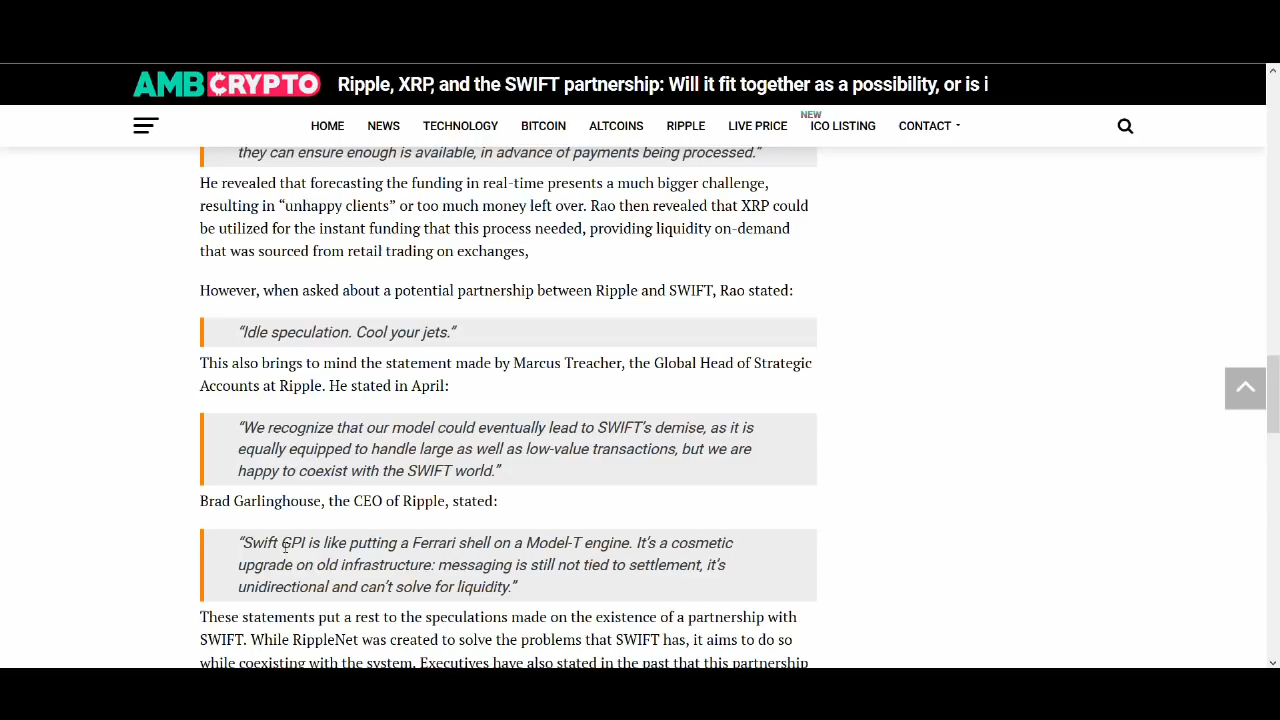 AMBCRYPTO
Ripple, XRP, and the SWIFT partnership: Will it fit together as a possibility, or is i
HOME NEWS TECHNOLOGY BITCOIN ALTCOINS RIPPLE LIVE PRICE NEW ICO LISTING CONTACT
they can ensure enough is available, in advance of payments being processed.”
He revealed that forecasting the funding in real-time presents a much bigger challenge,
resulting in “unhappy clients” or too much money left over. Rao then revealed that XRP could
be utilized for the instant funding that this process needed, providing liquidity on-demand
that was sourced from retail trading on exchanges,
However, when asked about a potential partnership between Ripple and SWIFT, Rao stated:
“Idle speculation. Cool your jets.”
This also brings to mind the statement made by Marcus Treacher, the Global Head of Strategic
Accounts at Ripple. He stated in April:
“We recognize that our model could eventually lead to SWIFT’s demise, as it is
equally equipped to handle large as well as low-value transactions, but we are
happy to coexist with the SWIFT world.”
Brad Garlinghouse, the CEO of Ripple, stated:
“Swift GPI is like putting a Ferrari shell on a Model-T engine. It’s a cosmetic
upgrade on old infrastructure: messaging is still not tied to settlement, it’s
unidirectional and can’t solve for liquidity.”
These statements put a rest to the speculations made on the existence of a partnership with
SWIFT. While RippleNet was created to solve the problems that SWIFT has, it aims to do so
while coexisting with the system. Executives have also stated in the past that this partnership